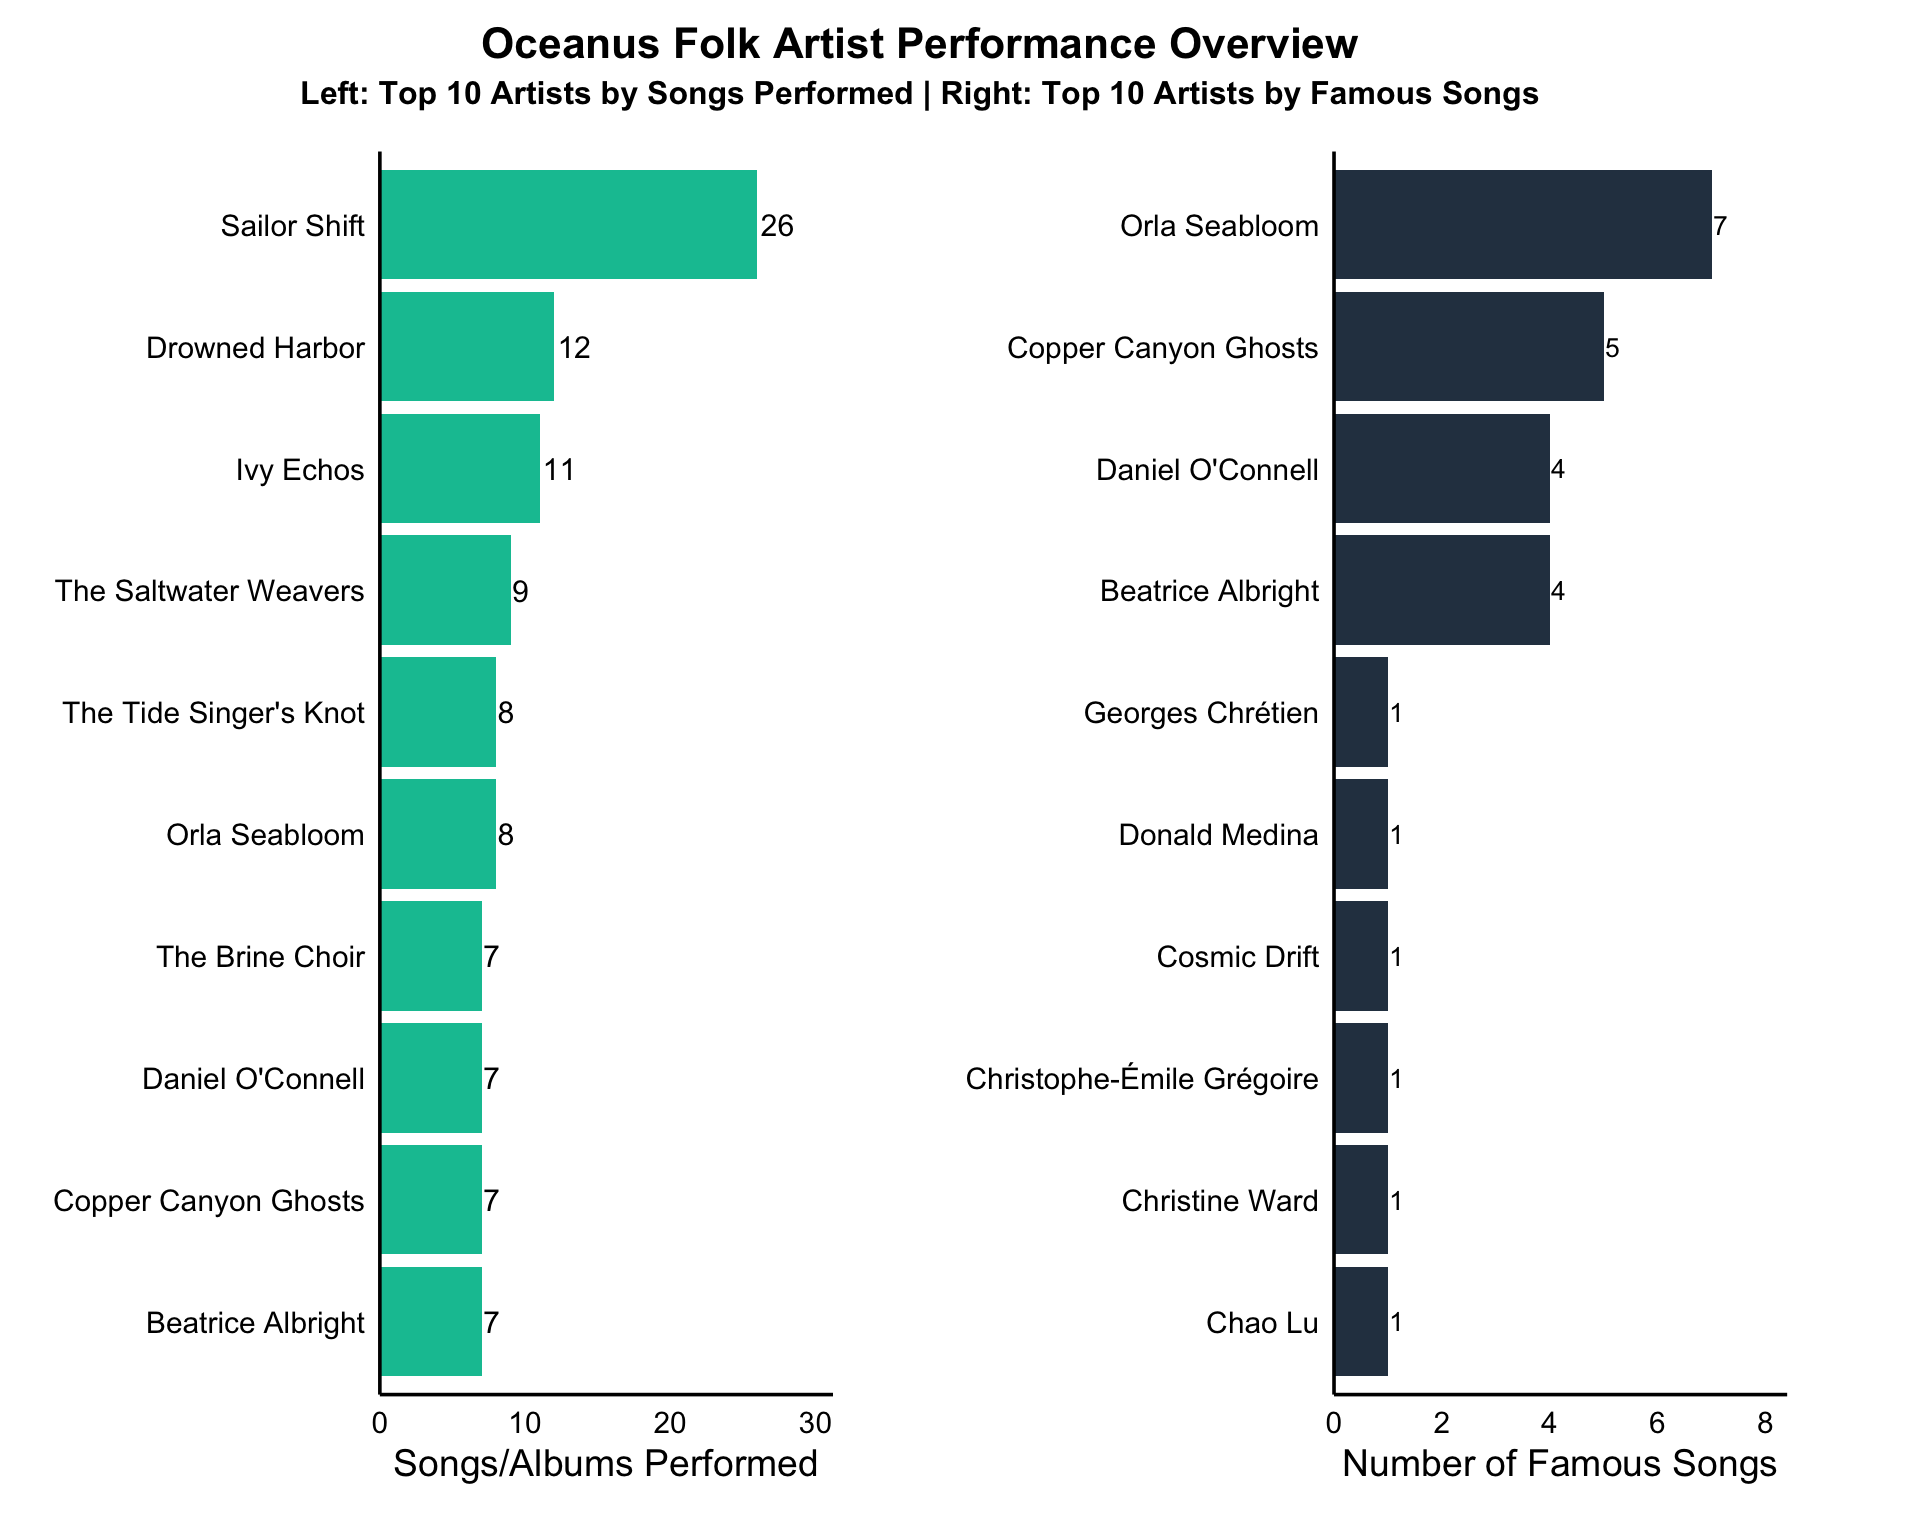 Oceanus Folk Artist Performance Overview
Left: Top 10 Artists by Songs Performed | Right: Top 10 Artists by Famous Songs
Sailor Shift 26
Drowned Harbor 12
Ivy Echos 11
The Saltwater Weavers 9
The Tide Singer's Knot 8
Orla Seabloom 8
The Brine Choir 7
Daniel O'Connell 7
Copper Canyon Ghosts 7
Beatrice Albright 7
0 10 20 30
Songs/Albums Performed
Orla Seabloom 7
Copper Canyon Ghosts 5
Daniel O'Connell 4
Beatrice Albright 4
Georges Chrétien 1
Donald Medina 1
Cosmic Drift 1
Christophe-Émile Grégoire 1
Christine Ward 1
Chao Lu 1
0 2 4 6 8
Number of Famous Songs